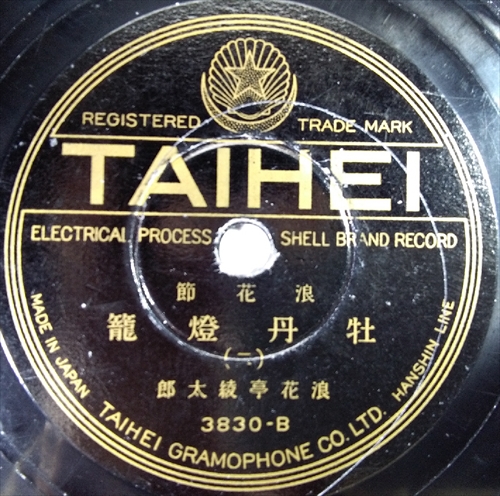 REGISTERED TRADE MARK
TAIHEI
ELECTRICAL PROCESS SHELL BRAND RECORD
節花浪
籠燈丹牡
(二)
郎太綾亭花浪
3830-B
MADE IN JAPAN TAIHEI GRAMOPHONE CO. LTD. HANSHIN LINE